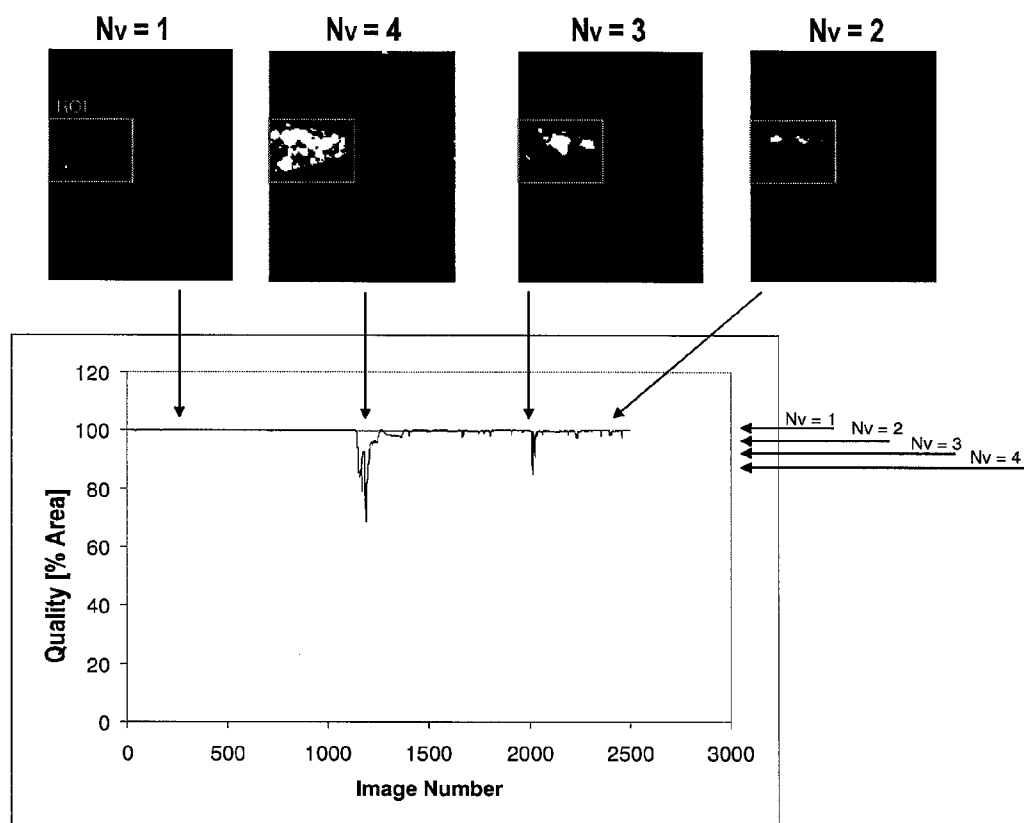 Nv = 1
Nv = 4
Nv = 3
Nv = 2
ROI
120
100
80
60
40
20
0
Quality [% Area]
0 500 1000 1500 2000 2500 3000
Image Number
Nv = 1
Nv = 2
Nv = 3
Nv = 4